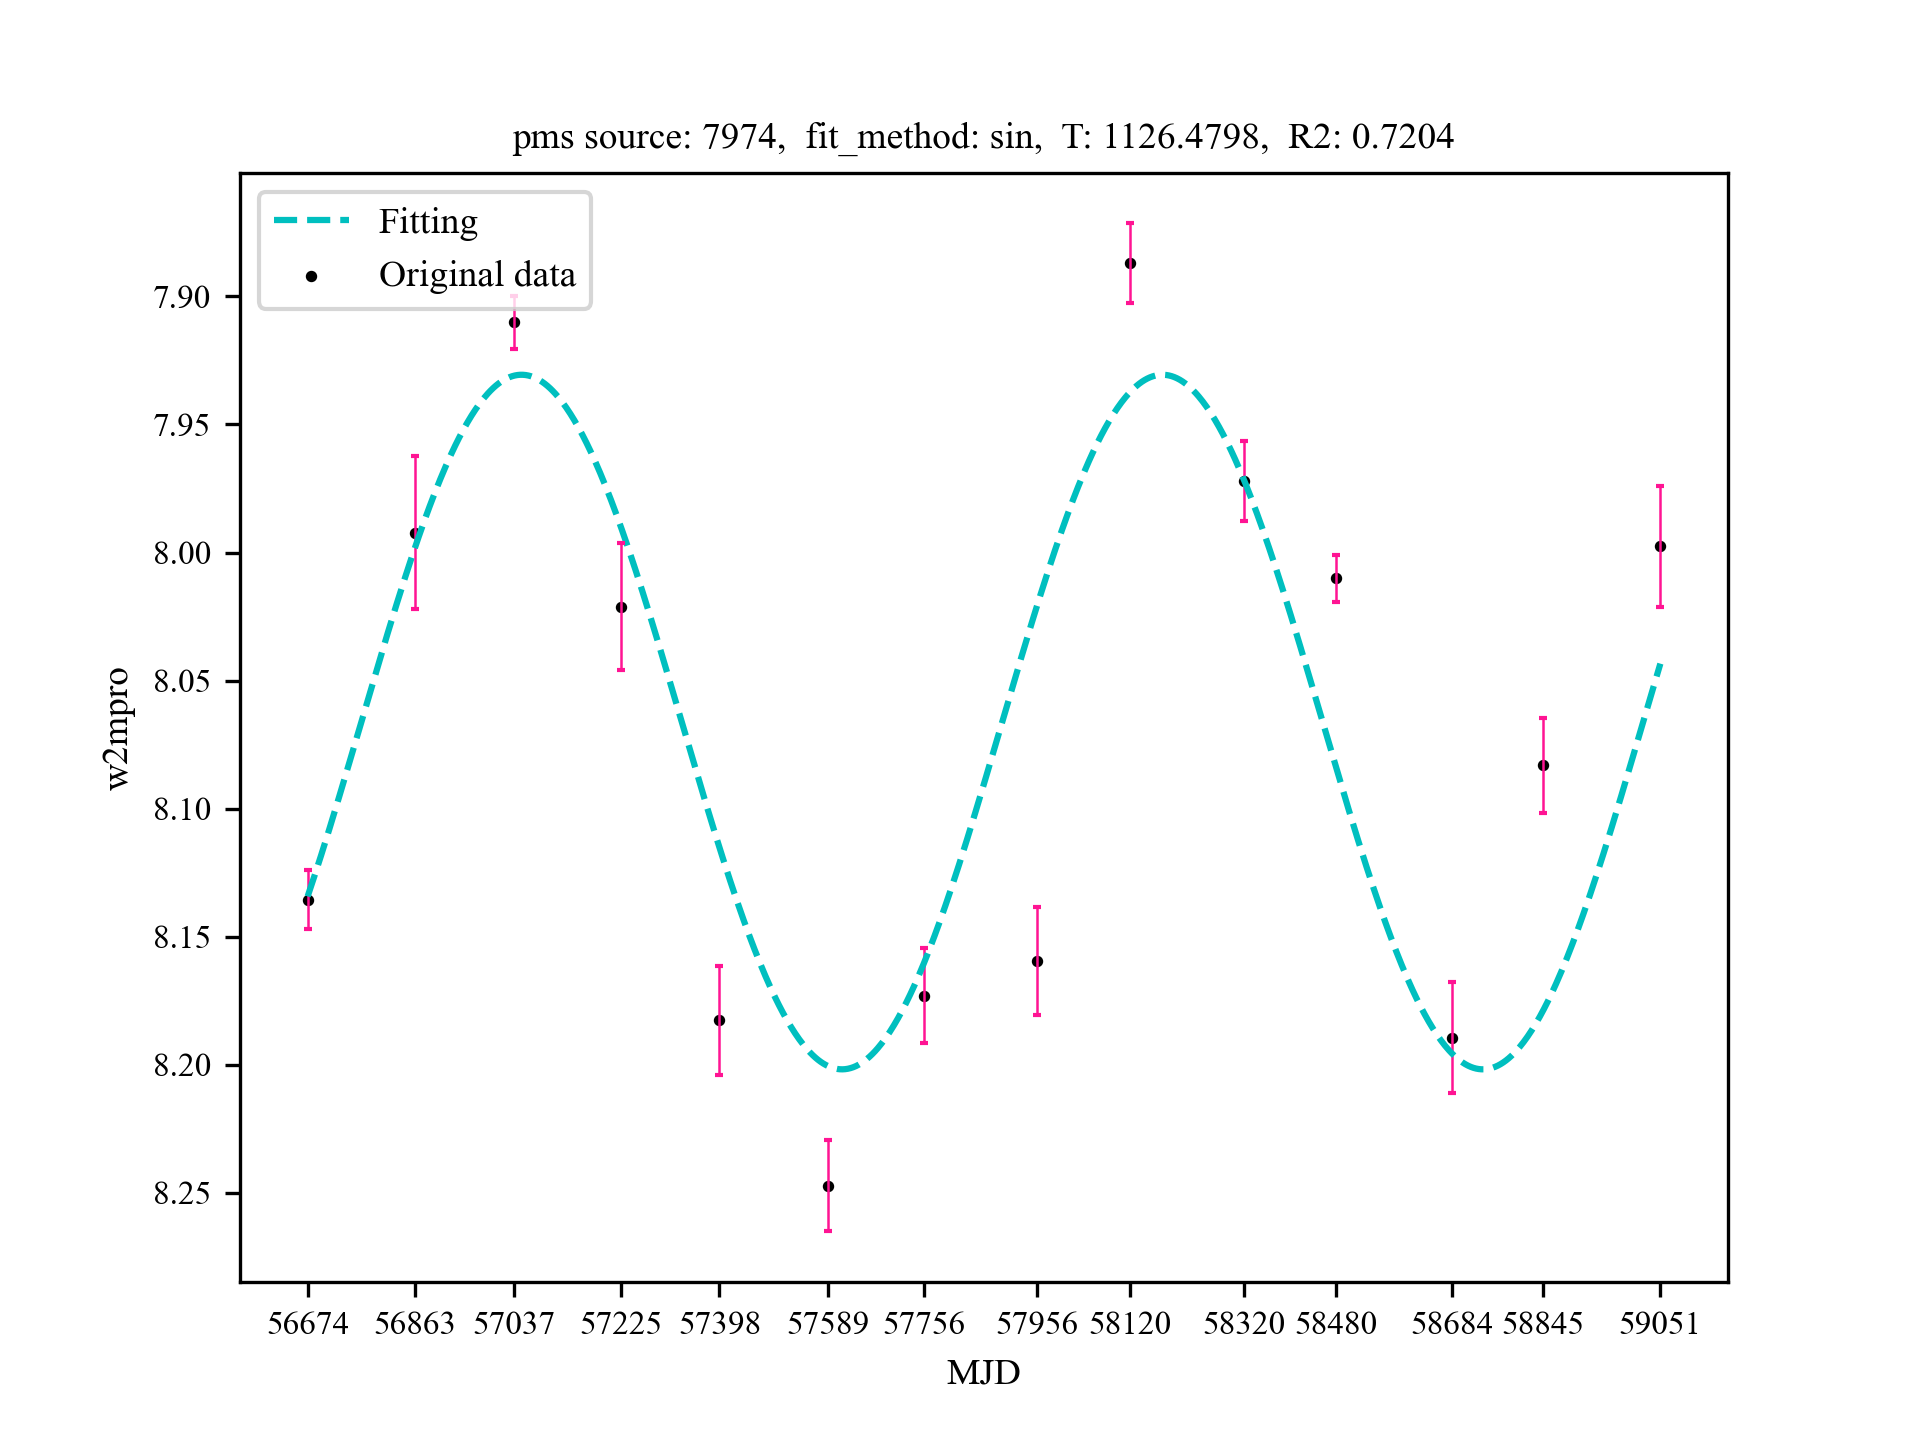 pms source: 7974, fit_method: sin, T: 1126.4798, R2: 0.7204
Fitting
Original data
7.90
7.95
8.00
8.05
8.10
8.15
8.20
8.25
w2mpro
56674 56863 57037 57225 57398 57589 57756 57956 58120 58320 58480 58684 58845 59051
MJD